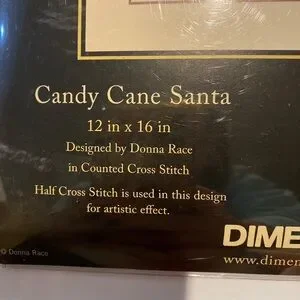 Candy Cane Santa
12 in x 16 in
Designed by Donna Race
in Counted Cross Stitch
Half Cross Stitch is used in this design
for artistic effect.
DIME
www.dimen
© Donna Race